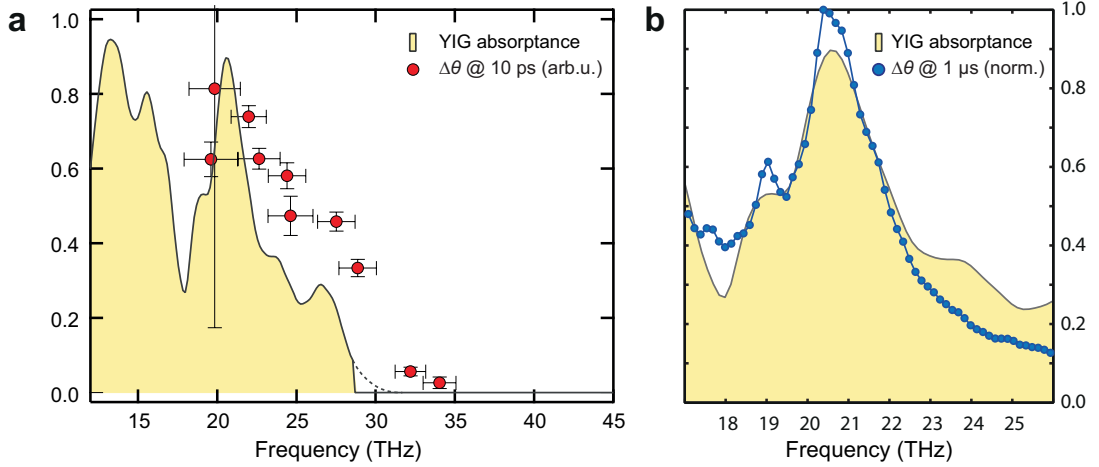 a
1.0
0.8
0.6
0.4
0.2
0.0
YIG absorptance
Δθ @ 10 ps (arb.u.)
15 20 25 30 35 40 45
Frequency (THz)
b
YIG absorptance
Δθ @ 1 µs (norm.)
1.0
0.8
0.6
0.4
0.2
0.0
18 19 20 21 22 23 24 25
Frequency (THz)